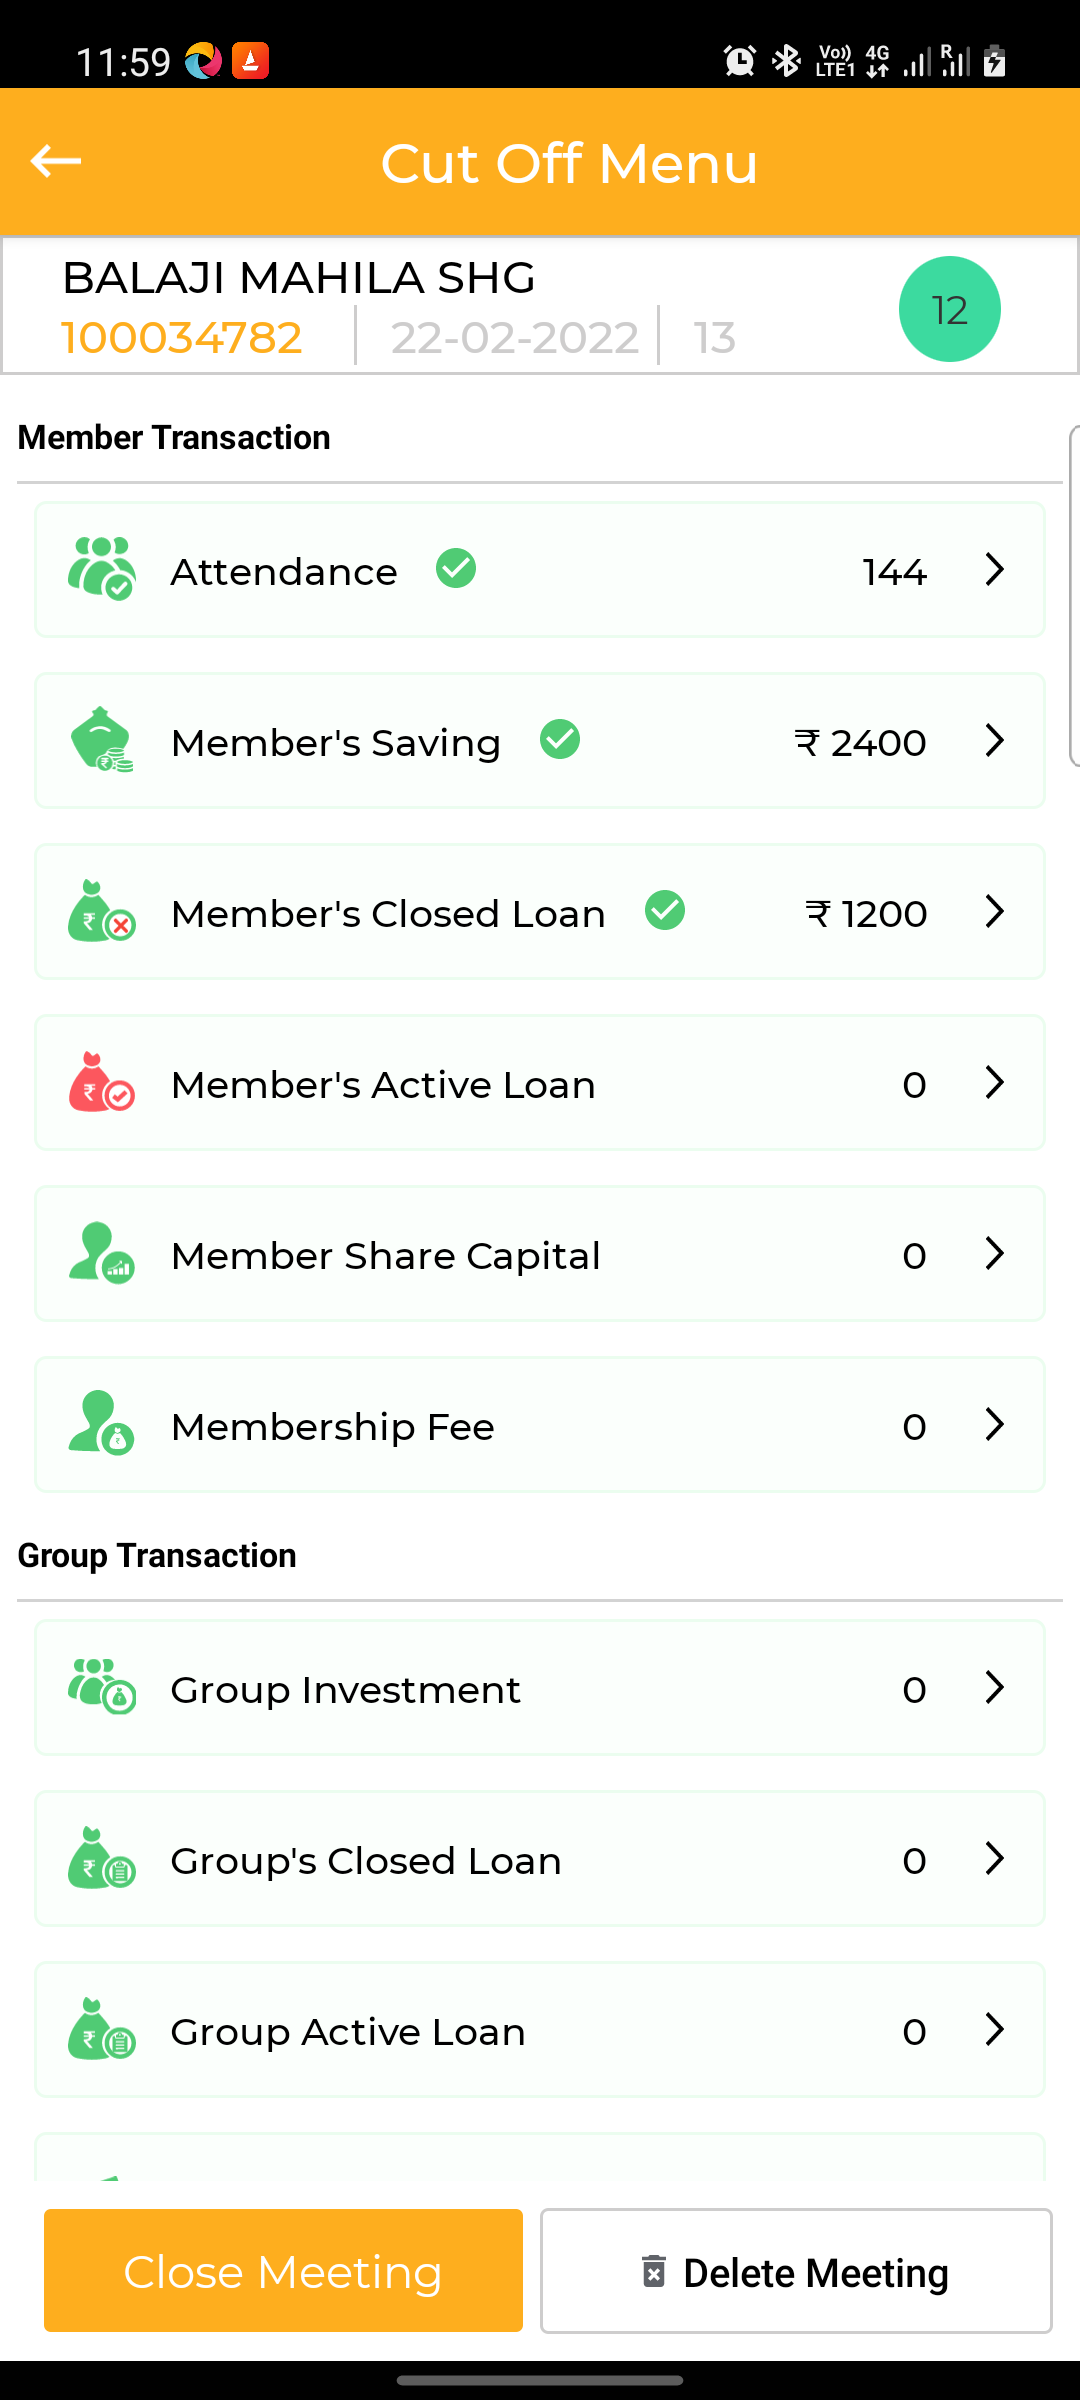 11:59 Vo)) LTE1 4G R
Cut Off Menu
BALAJI MAHILA SHG
100034782 22-02-2022 13 12
Member Transaction
Attendance 144
Member's Saving ₹ 2400
Member's Closed Loan ₹ 1200
Member's Active Loan 0
Member Share Capital 0
Membership Fee 0
Group Transaction
Group Investment 0
Group's Closed Loan 0
Group Active Loan 0
Close Meeting Delete Meeting